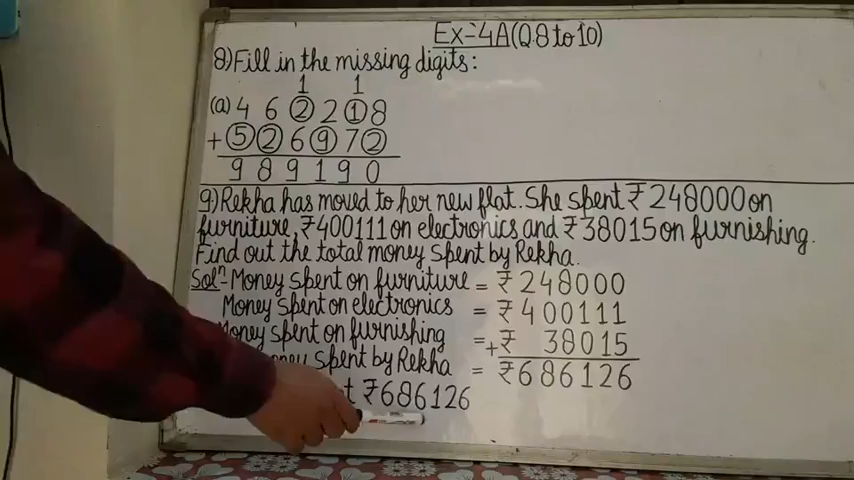 Ex-4A(Q.8 to 10)
8) Fill in the missing digits:
1 1
(a) 4 6 2 2 1 8
+ 5 2 6 9 7 2
9 8 9 1 9 0
9) Rekha has moved to her new flat. She spent ₹248000 on
furniture, ₹400111 on electronics and ₹38015 on furnishing.
Find out the total money spent by Rekha.
Solⁿ- Money spent on furniture = ₹248000
Money spent on electronics = ₹400111
Money spent on furnishing = +₹ 38015
Money spent by Rekha = ₹686126
₹686126